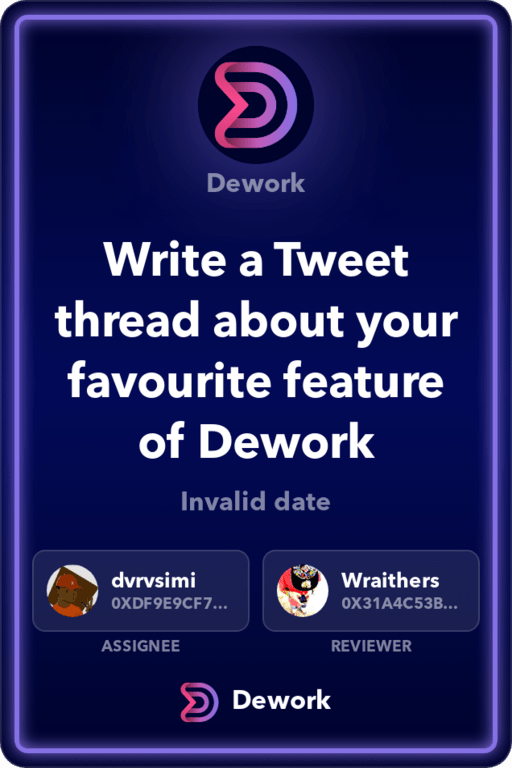 Dework
Write a Tweet
thread about your
favourite feature
of Dework
Invalid date
dvrvsimi
0XDF9E9CF7...
ASSIGNEE
Wraithers
0X31A4C53B...
REVIEWER
Dework